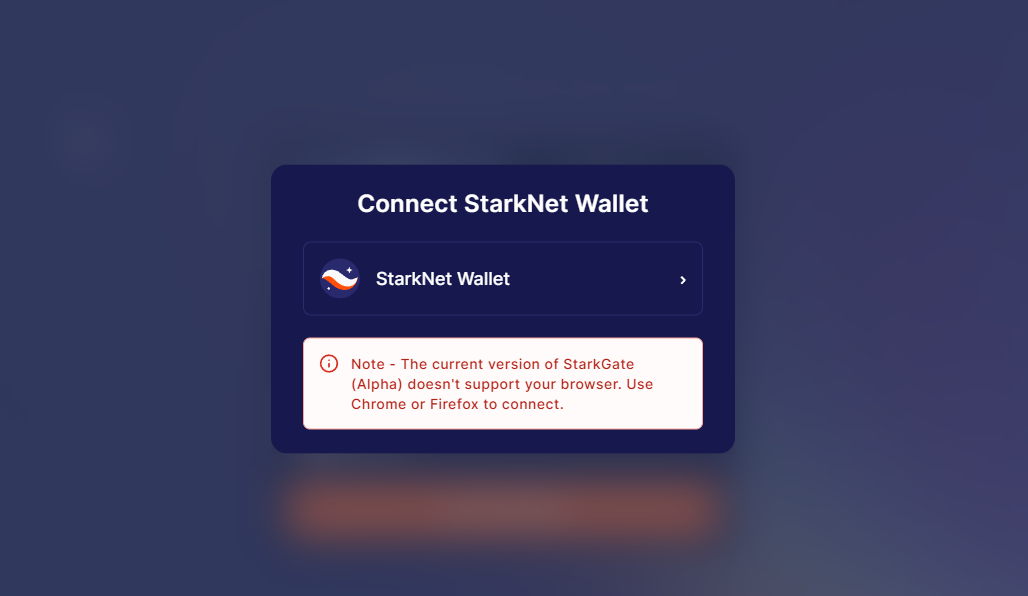 Connect StarkNet Wallet
StarkNet Wallet
Note - The current version of StarkGate
(Alpha) doesn't support your browser. Use
Chrome or Firefox to connect.